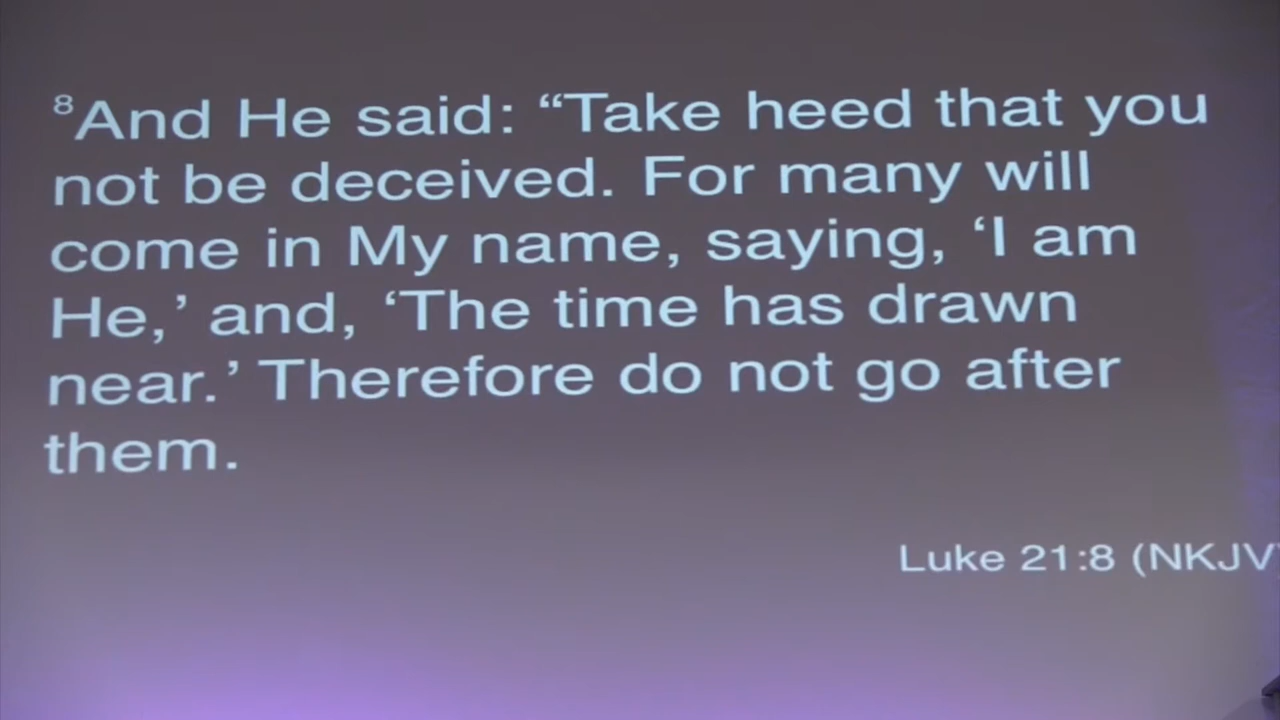 ⁸And He said: “Take heed that you
not be deceived. For many will
come in My name, saying, ‘I am
He,’ and, ‘The time has drawn
near.’ Therefore do not go after
them.
Luke 21:8 (NKJV